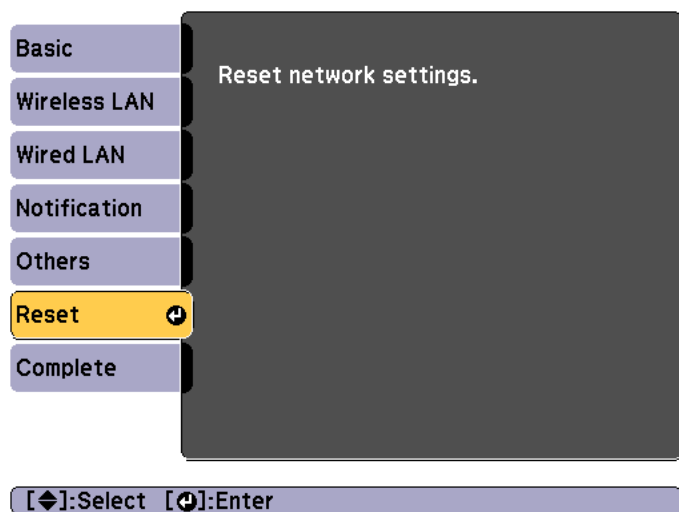 Basic
Wireless LAN
Wired LAN
Notification
Others
Reset
Complete
Reset network settings.
[◆]:Select [↵]:Enter